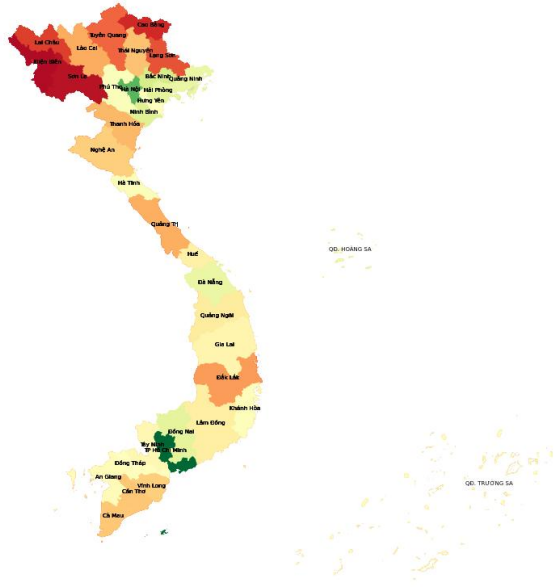 Cao Bằng
Tuyên Quang
Lai Châu
Lào Cai
Thái Nguyên
Lạng Sơn
Điện Biên
Sơn La
Bắc Ninh
Quảng Ninh
Phú Thọ
Hà Nội
Hải Phòng
Hưng Yên
Ninh Bình
Thanh Hóa
Nghệ An
Hà Tĩnh
Quảng Trị
QĐ. HOÀNG SA
Huế
Đà Nẵng
Quảng Ngãi
Gia Lai
Đắk Lắk
Khánh Hòa
Lâm Đồng
Đồng Nai
Tây Ninh
TP Hồ Chí Minh
Đồng Tháp
An Giang
Vĩnh Long
Cần Thơ
QĐ. TRƯỜNG SA
Cà Mau